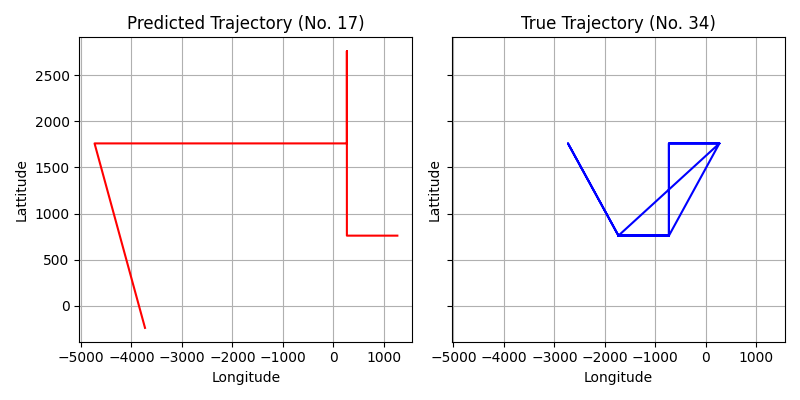 Predicted Trajectory (No. 17)
True Trajectory (No. 34)
Lattitude
2500
2000
1500
1000
500
0
−5000 −4000 −3000 −2000 −1000 0 1000
Longitude
Lattitude
−5000 −4000 −3000 −2000 −1000 0 1000
Longitude